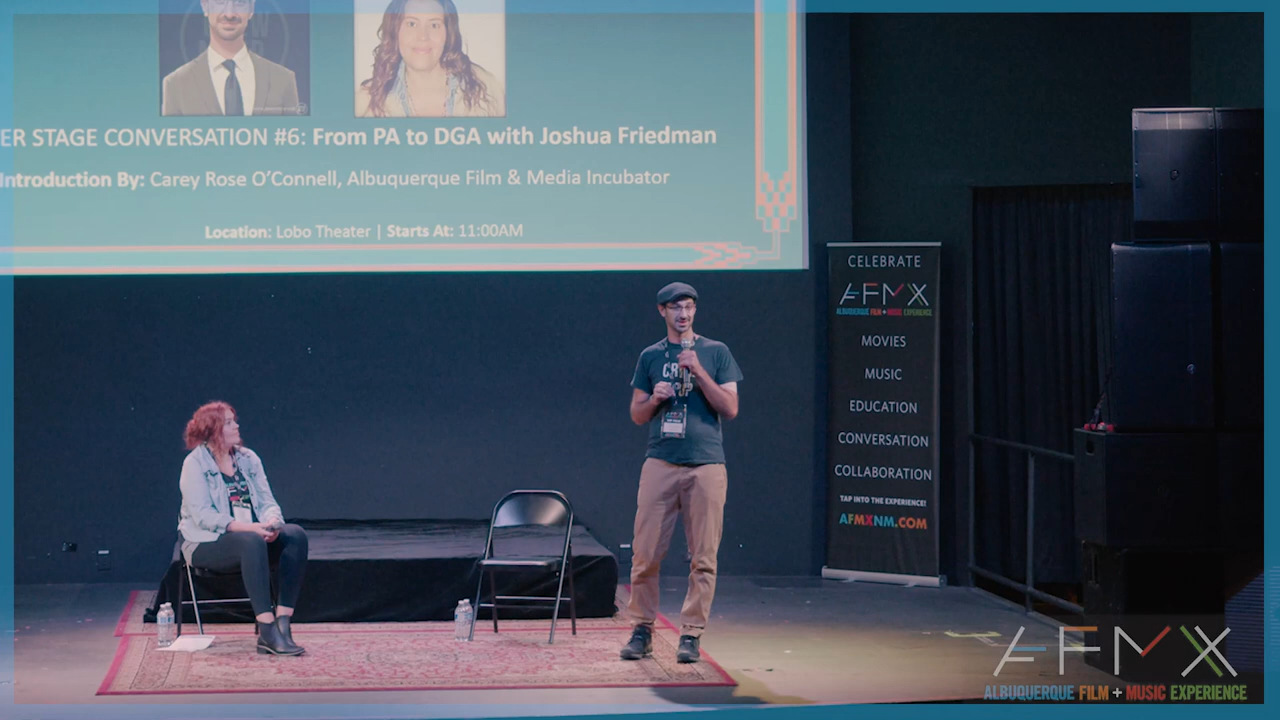 ER STAGE CONVERSATION #6: From PA to DGA with Joshua Friedman
Introduction By: Carey Rose O'Connell, Albuquerque Film & Media Incubator
Location: Lobo Theater | Starts At: 11:00AM
CELEBRATE
AFMX
ALBUQUERQUE FILM + MUSIC EXPERIENCE
MOVIES
MUSIC
EDUCATION
CONVERSATION
COLLABORATION
TAP INTO THE EXPERIENCE!
AFMXNM.COM
AFMX
ALBUQUERQUE FILM + MUSIC EXPERIENCE